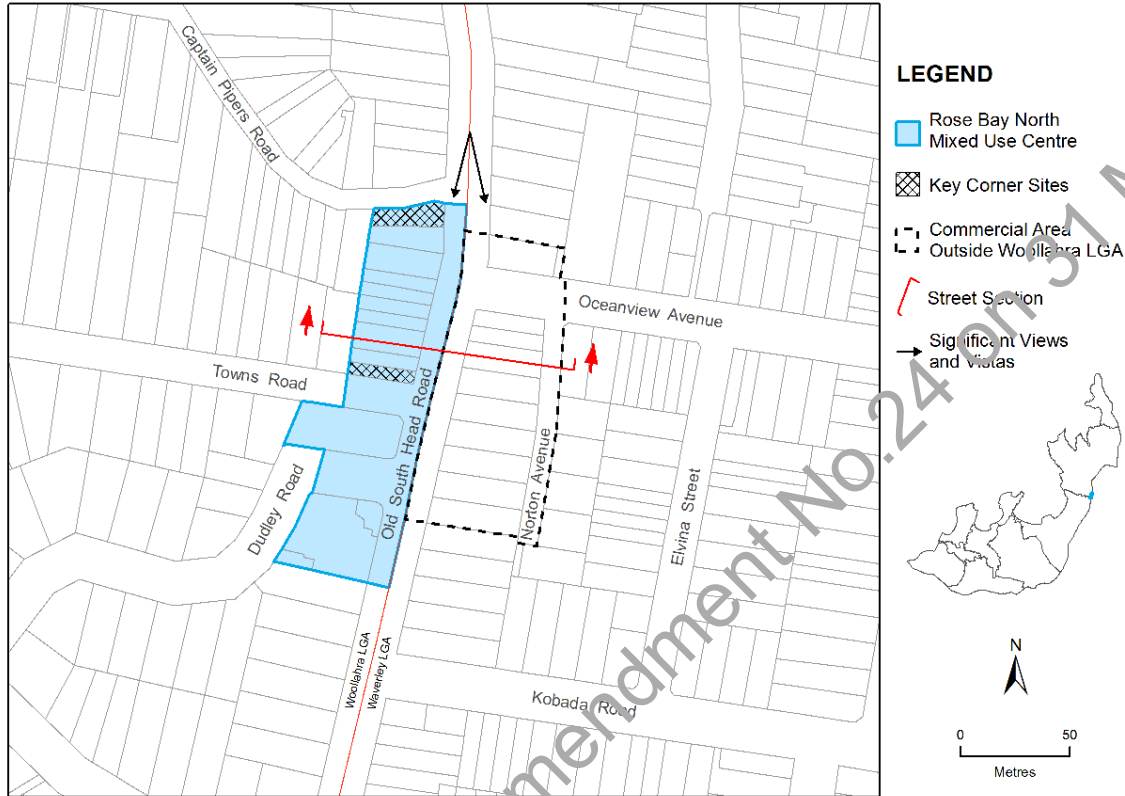 Captain Pipers Road
Oceanview Avenue
Towns Road
Old South Head Road
Norton Avenue
Dudley Road
Elvina Street
Woollahra LGA
Waverley LGA
Kobada Road
LEGEND
Rose Bay North
Mixed Use Centre
Key Corner Sites
Commercial Area
Outside Woollahra LGA
Street Section
Significant Views
and Vistas
N
0 50
Metres
mendment No.24 on 31 M